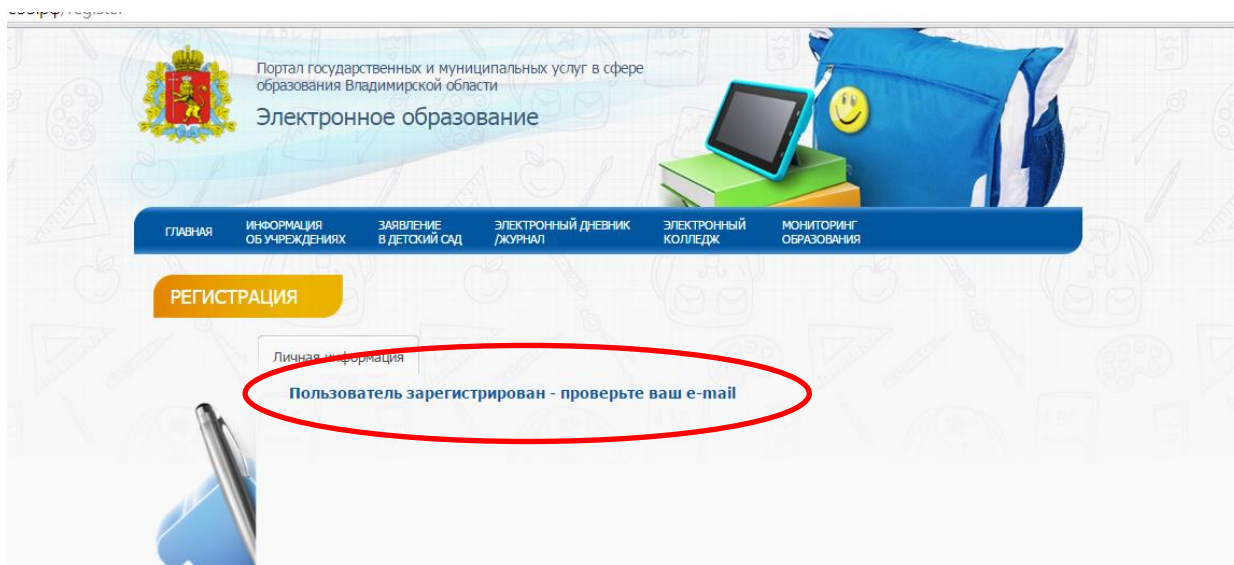 Портал государственных и муниципальных услуг в сфере
образования Владимирской области
Электронное образование
ГЛАВНАЯ
ИНФОРМАЦИЯ
ОБ УЧРЕЖДЕНИЯХ
ЗАЯВЛЕНИЕ
В ДЕТСКИЙ САД
ЭЛЕКТРОННЫЙ ДНЕВНИК
/ЖУРНАЛ
ЭЛЕКТРОННЫЙ
КОЛЛЕДЖ
МОНИТОРИНГ
ОБРАЗОВАНИЯ
РЕГИСТРАЦИЯ
Личная информация
Пользователь зарегистрирован - проверьте ваш e-mail